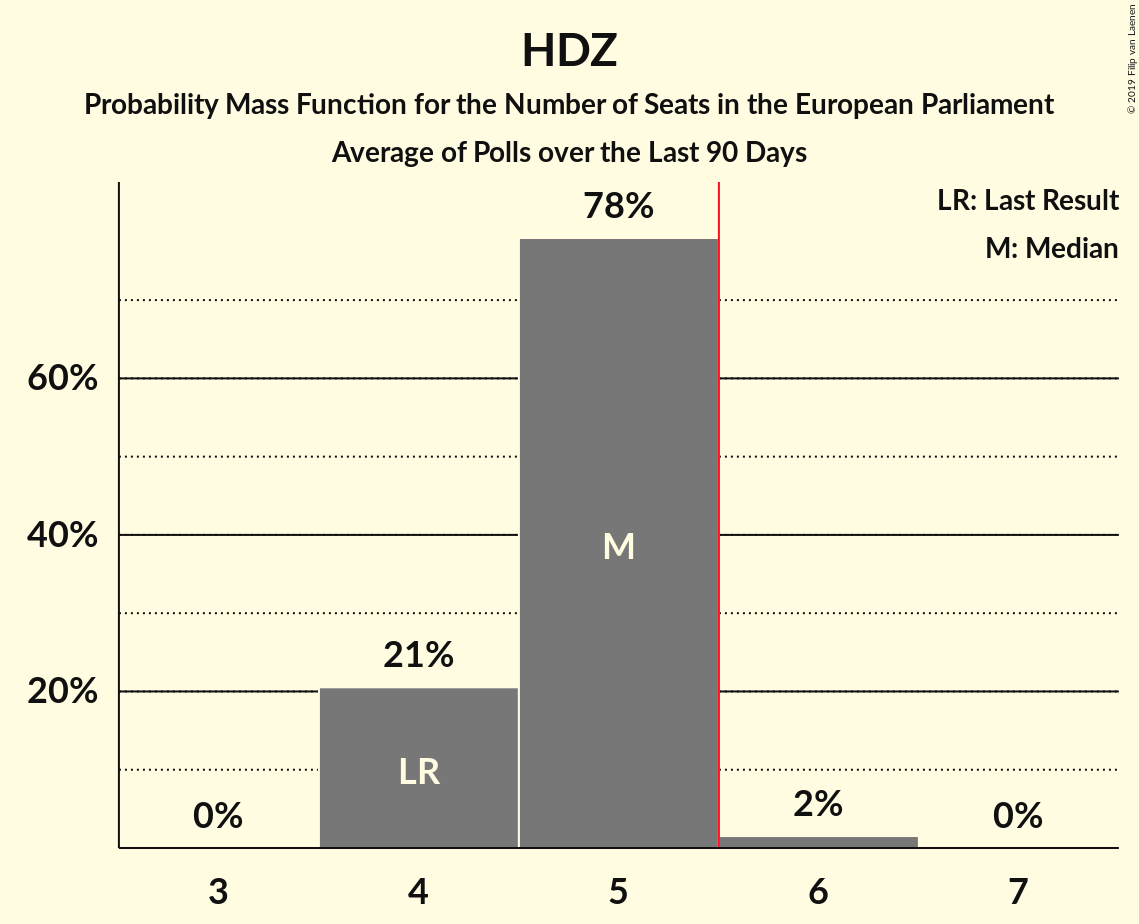 HDZ
Probability Mass Function for the Number of Seats in the European Parliament
Average of Polls over the Last 90 Days
© 2019 Filip van Laenen
LR: Last Result
M: Median
78%
60%
M
40%
21%
20%
LR
0%
2%
0%
3 4 5 6 7